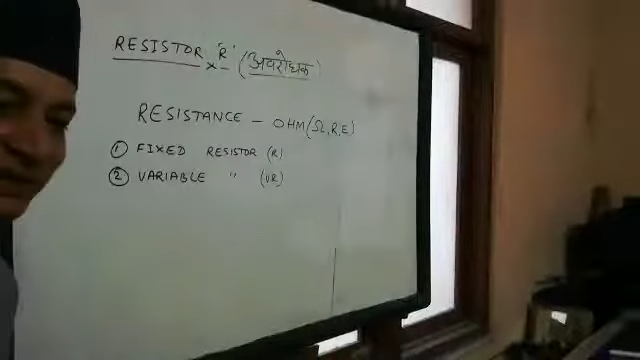 RESISTOR 'R' (अवरोधक)
RESISTANCE - OHM (Ω, R, E)
① FIXED RESISTOR (R)
② VARIABLE " (VR)